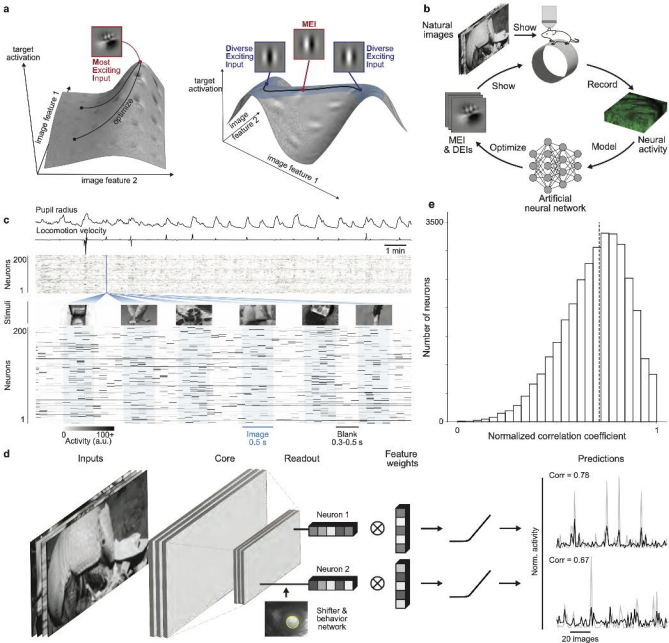 a
target
activation
Most
Exciting
Input
image feature 1
optimize
image feature 2
MEI
Diverse
Exciting
Input
Diverse
Exciting
Input
target
activation
image
feature 2
image feature 1
b
Natural
images
Show
Show
Record
MEI
& DEIs
Optimize
Model
Neural
activity
Artificial
neural network
c
Pupil radius
Locomotion velocity
1 min
200
Neurons
1
Stimuli
200
Neurons
1
0
100+
Activity (a.u.)
Image
0.5 s
Blank
0.3-0.5 s
e
3500
Number of neurons
0
0
1
Normalized correlation coefficient
d
Inputs
Core
Readout
Feature
weights
Predictions
Neuron 1
Neuron 2
Shifter &
behavior
network
Norm. activity
Corr = 0.78
Corr = 0.67
20 images